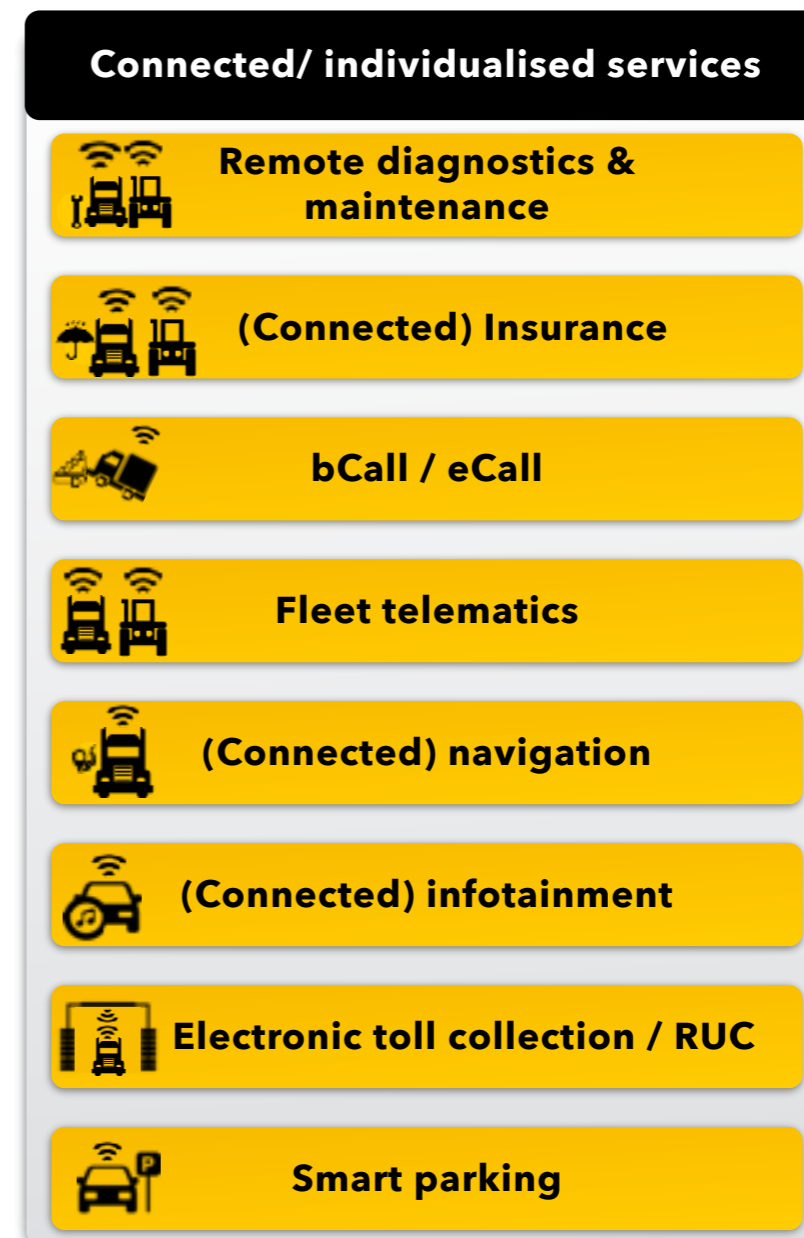 Connected/ individualised services
Remote diagnostics &
maintenance
(Connected) Insurance
bCall / eCall
Fleet telematics
(Connected) navigation
(Connected) infotainment
Electronic toll collection / RUC
P
Smart parking